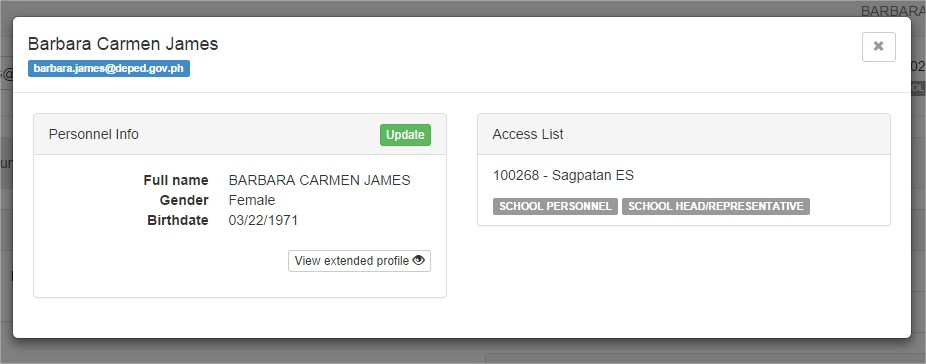 BARBARA
Barbara Carmen James
barbara.james@deped.gov.ph
✖
Personnel Info
Update
Full name BARBARA CARMEN JAMES
Gender Female
Birthdate 03/22/1971
View extended profile
Access List
100268 - Sagpatan ES
SCHOOL PERSONNEL SCHOOL HEAD/REPRESENTATIVE